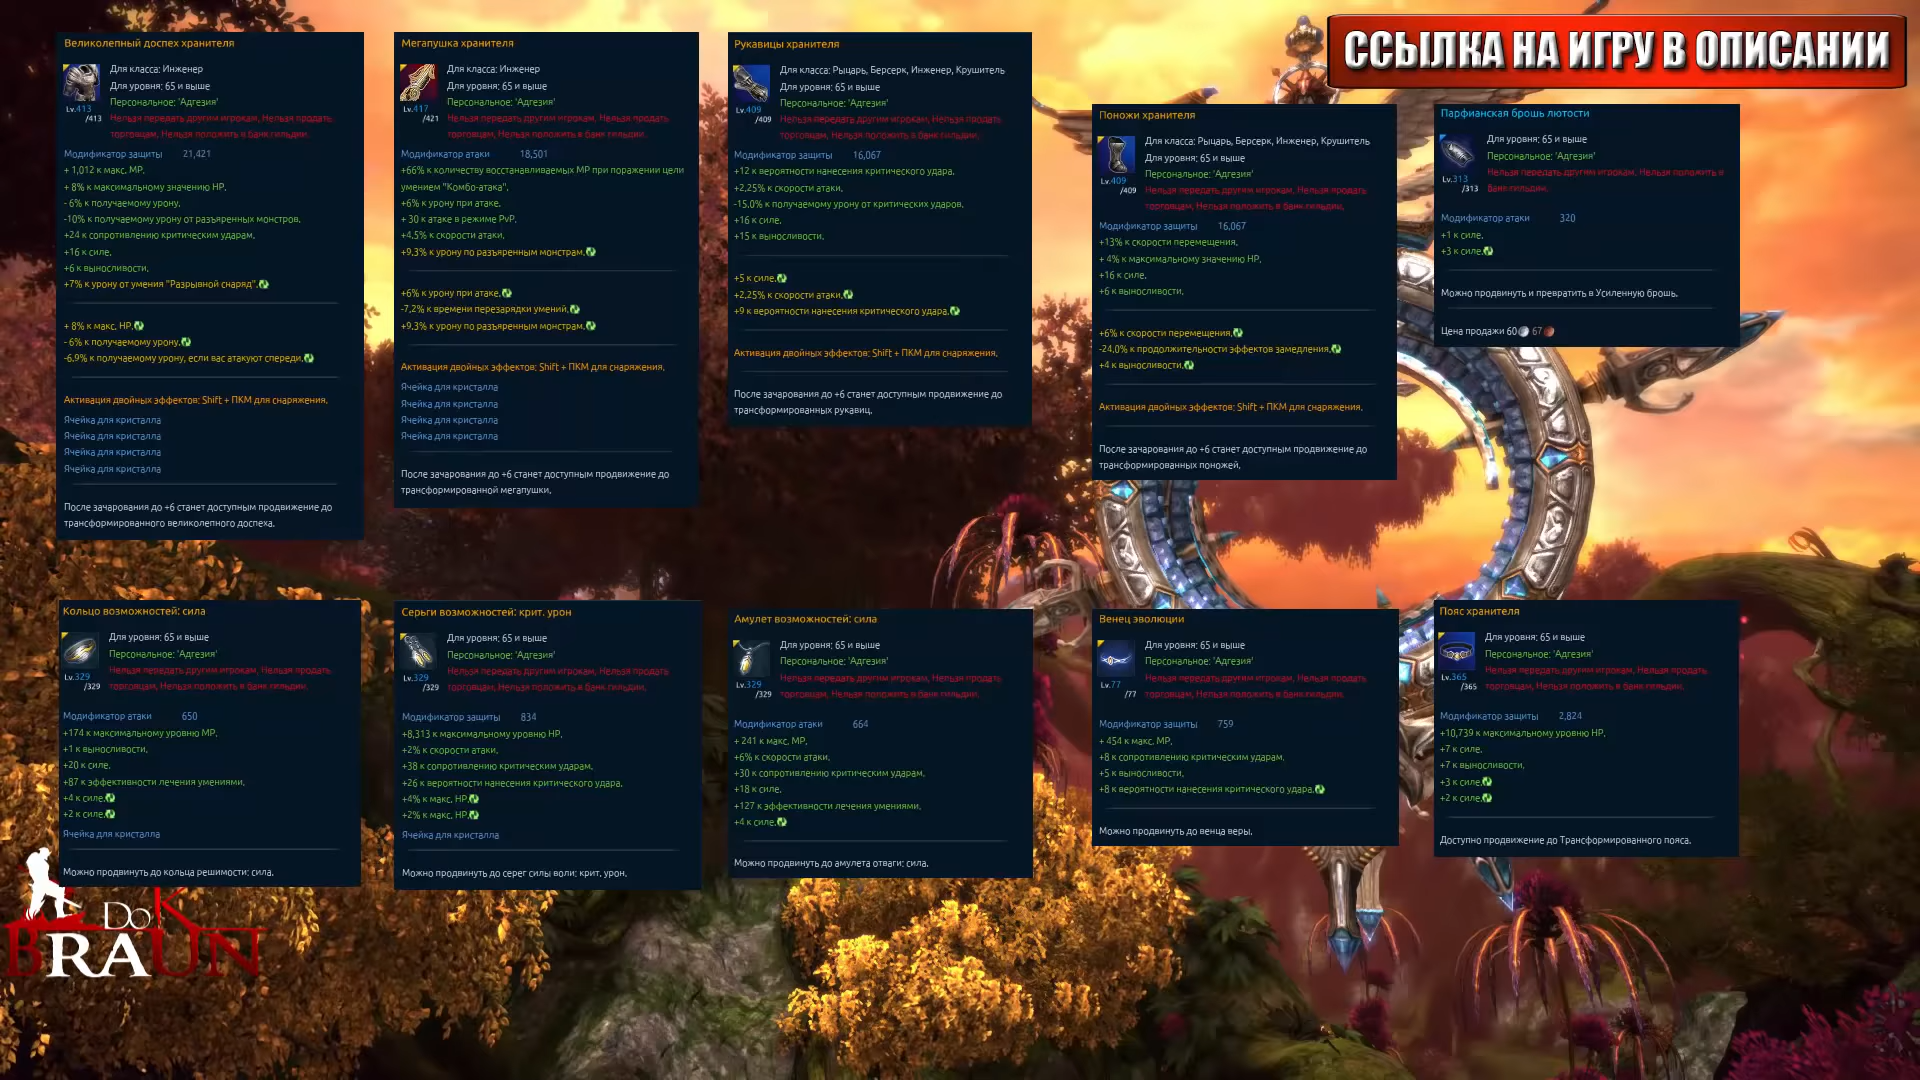 ССЫЛКА НА ИГРУ В ОПИСАНИИ
Великолепный доспех хранителя
Для класса: Инженер
Для уровня: 65 и выше
Персональное: 'Адгезия'
Нельзя передать другим игрокам, Нельзя продать
торговцам, Нельзя положить в банк гильдии.
Lv.413
/413
Модификатор защиты 21,421
+ 1,012 к макс. MP.
+ 8% к максимальному значению HP.
- 6% к получаемому урону.
-10% к получаемому урону от разъяренных монстров.
+24 к сопротивлению критическим ударам.
+16 к силе.
+6 к выносливости.
+7% к урону от умения "Разрывной снаряд".
+ 8% к макс. HP.
- 6% к получаемому урону.
-6,9% к получаемому урону, если вас атакуют спереди.
Активация двойных эффектов: Shift + ПКМ для снаряжения.
Ячейка для кристалла
Ячейка для кристалла
Ячейка для кристалла
Ячейка для кристалла
После зачарования до +6 станет доступным продвижение до
трансформированного великолепного доспеха.
Мегапушка хранителя
Для класса: Инженер
Для уровня: 65 и выше
Персональное: 'Адгезия'
Нельзя передать другим игрокам, Нельзя продать
торговцам, Нельзя положить в банк гильдии.
Lv.417
/421
Модификатор атаки 18,501
+66% к количеству восстанавливаемых MP при поражении цели
умением "Комбо-атака".
+6% к урону при атаке.
+ 30 к атаке в режиме PvP.
+4,5% к скорости атаки.
+9,3% к урону по разъяренным монстрам.
+6% к урону при атаке.
-7,2% к времени перезарядки умений.
+9,3% к урону по разъяренным монстрам.
Активация двойных эффектов: Shift + ПКМ для снаряжения.
Ячейка для кристалла
Ячейка для кристалла
Ячейка для кристалла
Ячейка для кристалла
После зачарования до +6 станет доступным продвижение до
трансформированной мегапушки.
Рукавицы хранителя
Для класса: Рыцарь, Берсерк, Инженер, Крушитель
Для уровня: 65 и выше
Персональное: 'Адгезия'
Нельзя передать другим игрокам, Нельзя продать
торговцам, Нельзя положить в банк гильдии.
Lv.409
/409
Модификатор защиты 16,067
+12 к вероятности нанесения критического удара.
+2,25% к скорости атаки.
-15,0% к получаемому урону от критических ударов.
+16 к силе.
+15 к выносливости.
+5 к силе.
+2,25% к скорости атаки.
+9 к вероятности нанесения критического удара.
Активация двойных эффектов: Shift + ПКМ для снаряжения.
После зачарования до +6 станет доступным продвижение до
трансформированных рукавиц.
Поножи хранителя
Для класса: Рыцарь, Берсерк, Инженер, Крушитель
Для уровня: 65 и выше
Персональное: 'Адгезия'
Нельзя передать другим игрокам, Нельзя продать
торговцам, Нельзя положить в банк гильдии.
Lv.409
/409
Модификатор защиты 16,067
+13% к скорости перемещения.
+ 4% к максимальному значению HP.
+16 к силе.
+6 к выносливости.
+6% к скорости перемещения.
-24,0% к продолжительности эффектов замедления.
+4 к выносливости.
Активация двойных эффектов: Shift + ПКМ для снаряжения.
После зачарования до +6 станет доступным продвижение до
трансформированных поножей.
Парфианская брошь лютости
Для уровня: 65 и выше
Персональное: 'Адгезия'
Нельзя передать другим игрокам, Нельзя положить в
банк гильдии.
Lv.313
/313
Модификатор атаки 320
+1 к силе.
+3 к силе.
Можно продвинуть и превратить в Усиленную брошь.
Цена продажи 60 67
Кольцо возможностей: сила
Для уровня: 65 и выше
Персональное: 'Адгезия'
Нельзя передать другим игрокам, Нельзя продать
торговцам, Нельзя положить в банк гильдии.
Lv.329
/329
Модификатор атаки 650
+174 к максимальному уровню MP.
+1 к выносливости.
+20 к силе.
+87 к эффективности лечения умениями.
+4 к силе.
+2 к силе.
Ячейка для кристалла
Можно продвинуть до кольца решимости: сила.
Серьги возможностей: крит. урон
Для уровня: 65 и выше
Персональное: 'Адгезия'
Нельзя передать другим игрокам, Нельзя продать
торговцам, Нельзя положить в банк гильдии.
Lv.329
/329
Модификатор защиты 834
+8,313 к максимальному уровню HP.
+2% к скорости атаки.
+38 к сопротивлению критическим ударам.
+26 к вероятности нанесения критического удара.
+4% к макс. HP.
+2% к макс. HP.
Ячейка для кристалла
Можно продвинуть до серег силы воли: крит. урон.
Амулет возможностей: сила
Для уровня: 65 и выше
Персональное: 'Адгезия'
Нельзя передать другим игрокам, Нельзя продать
торговцам, Нельзя положить в банк гильдии.
Lv.329
/329
Модификатор атаки 664
+ 241 к макс. MP.
+6% к скорости атаки.
+30 к сопротивлению критическим ударам.
+18 к силе.
+127 к эффективности лечения умениями.
+4 к силе.
Можно продвинуть до амулета отваги: сила.
Венец эволюции
Для уровня: 65 и выше
Персональное: 'Адгезия'
Нельзя передать другим игрокам, Нельзя продать
торговцам, Нельзя положить в банк гильдии.
Lv.77
/77
Модификатор защиты 759
+ 454 к макс. MP.
+8 к сопротивлению критическим ударам.
+5 к выносливости.
+8 к вероятности нанесения критического удара.
Можно продвинуть до венца веры.
Пояс хранителя
Для уровня: 65 и выше
Персональное: 'Адгезия'
Нельзя передать другим игрокам, Нельзя продать
торговцам, Нельзя положить в банк гильдии.
Lv.365
/365
Модификатор защиты 2,824
+10,739 к максимальному уровню HP.
+7 к силе.
+7 к выносливости.
+3 к силе.
+2 к силе.
Доступно продвижение до Трансформированного пояса.
DOK
BRAUN